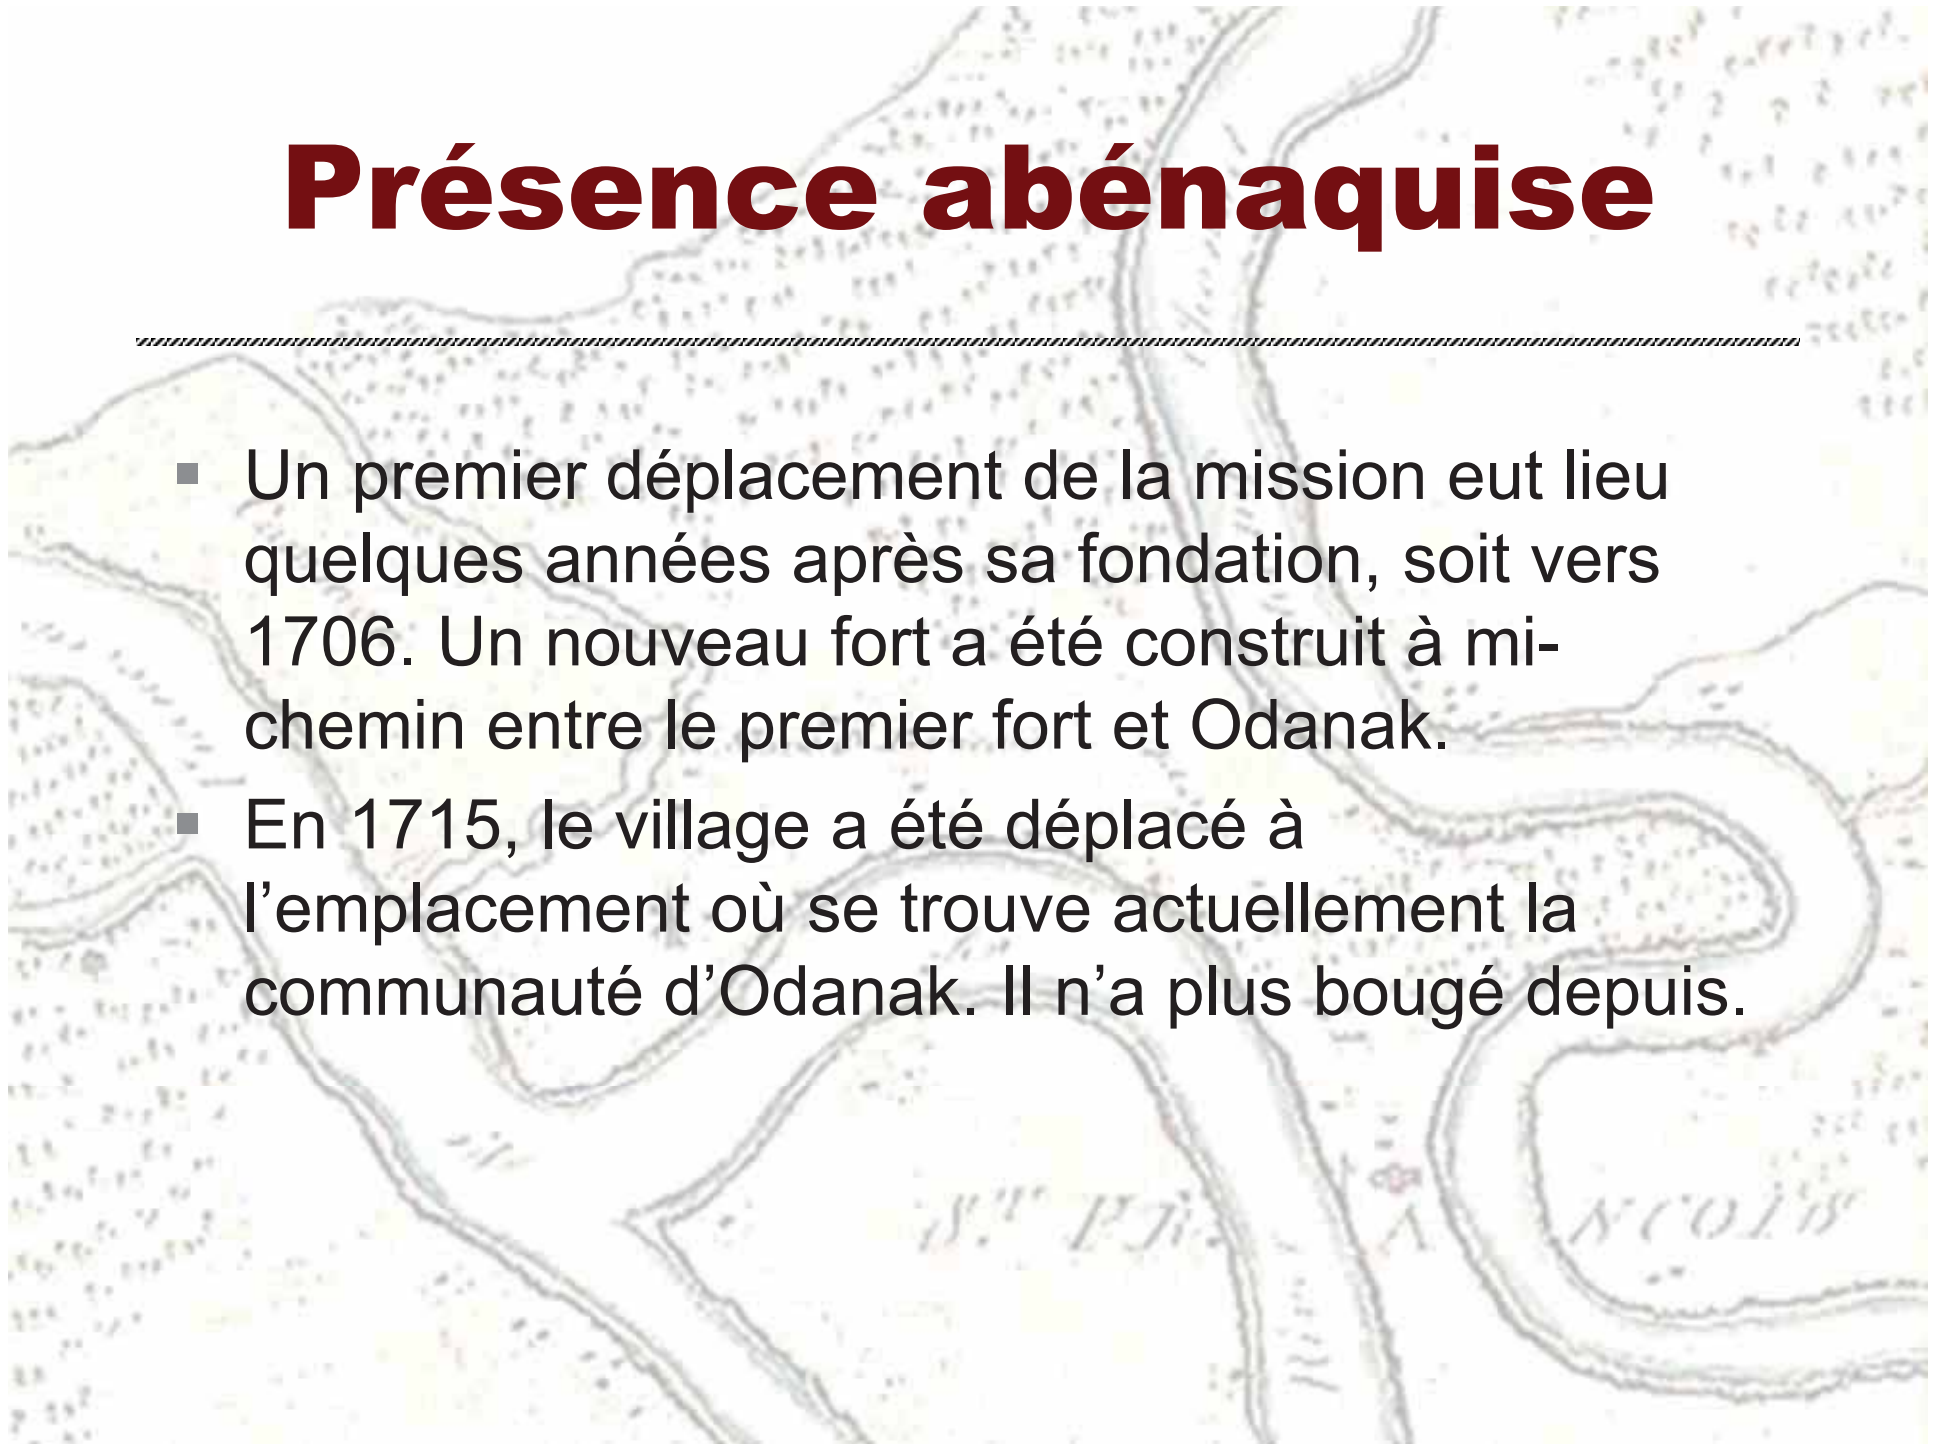 Présence abénaquise
▪ Un premier déplacement de la mission eut lieu
quelques années après sa fondation, soit vers
1706. Un nouveau fort a été construit à mi-
chemin entre le premier fort et Odanak.
▪ En 1715, le village a été déplacé à
l’emplacement où se trouve actuellement la
communauté d’Odanak. Il n’a plus bougé depuis.
S.T FR. A NCOIS